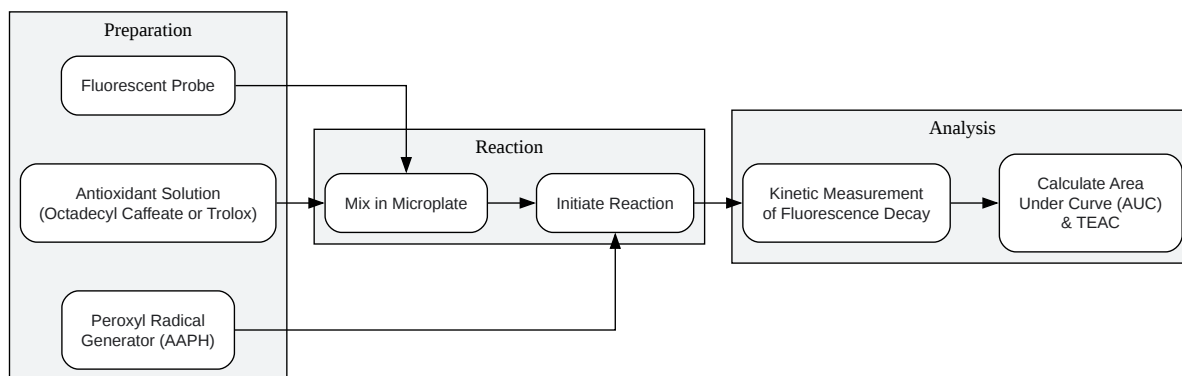 Preparation
Fluorescent Probe
Antioxidant Solution
(Octadecyl Caffeate or Trolox)
Peroxyl Radical
Generator (AAPH)
Reaction
Mix in Microplate
Initiate Reaction
Analysis
Kinetic Measurement
of Fluorescence Decay
Calculate Area
Under Curve (AUC)
& TEAC